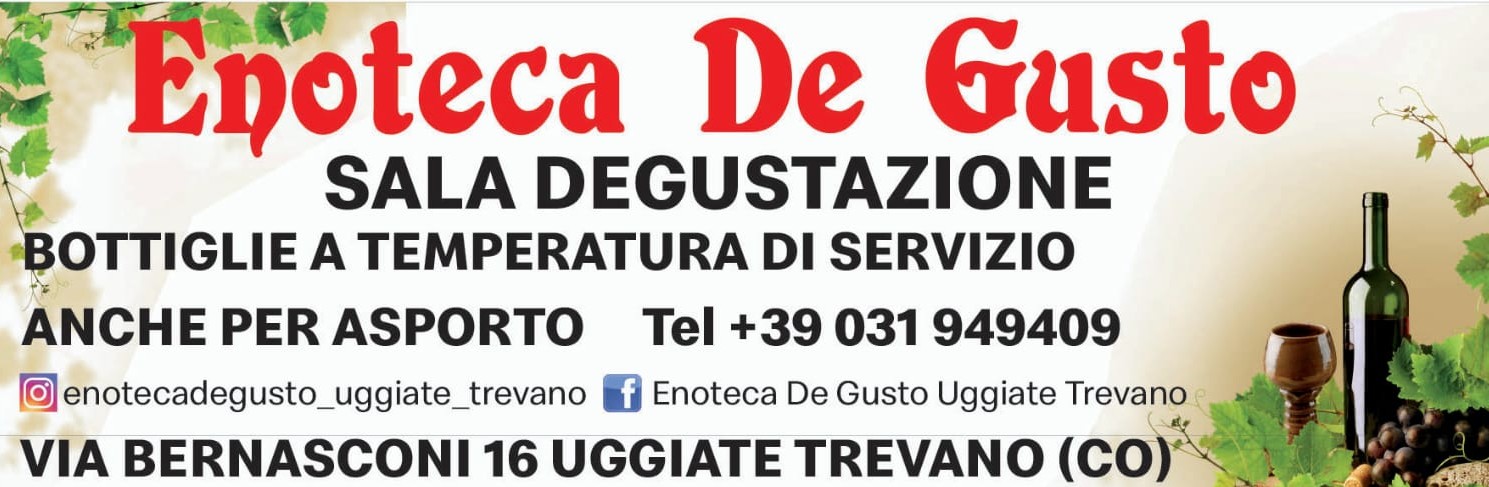 Enoteca De Gusto
SALA DEGUSTAZIONE
BOTTIGLIE A TEMPERATURA DI SERVIZIO
ANCHE PER ASPORTO Tel +39 031 949409
enotecadegusto_uggiate_trevano f Enoteca De Gusto Uggiate Trevano
VIA BERNASCONI 16 UGGIATE TREVANO (CO)